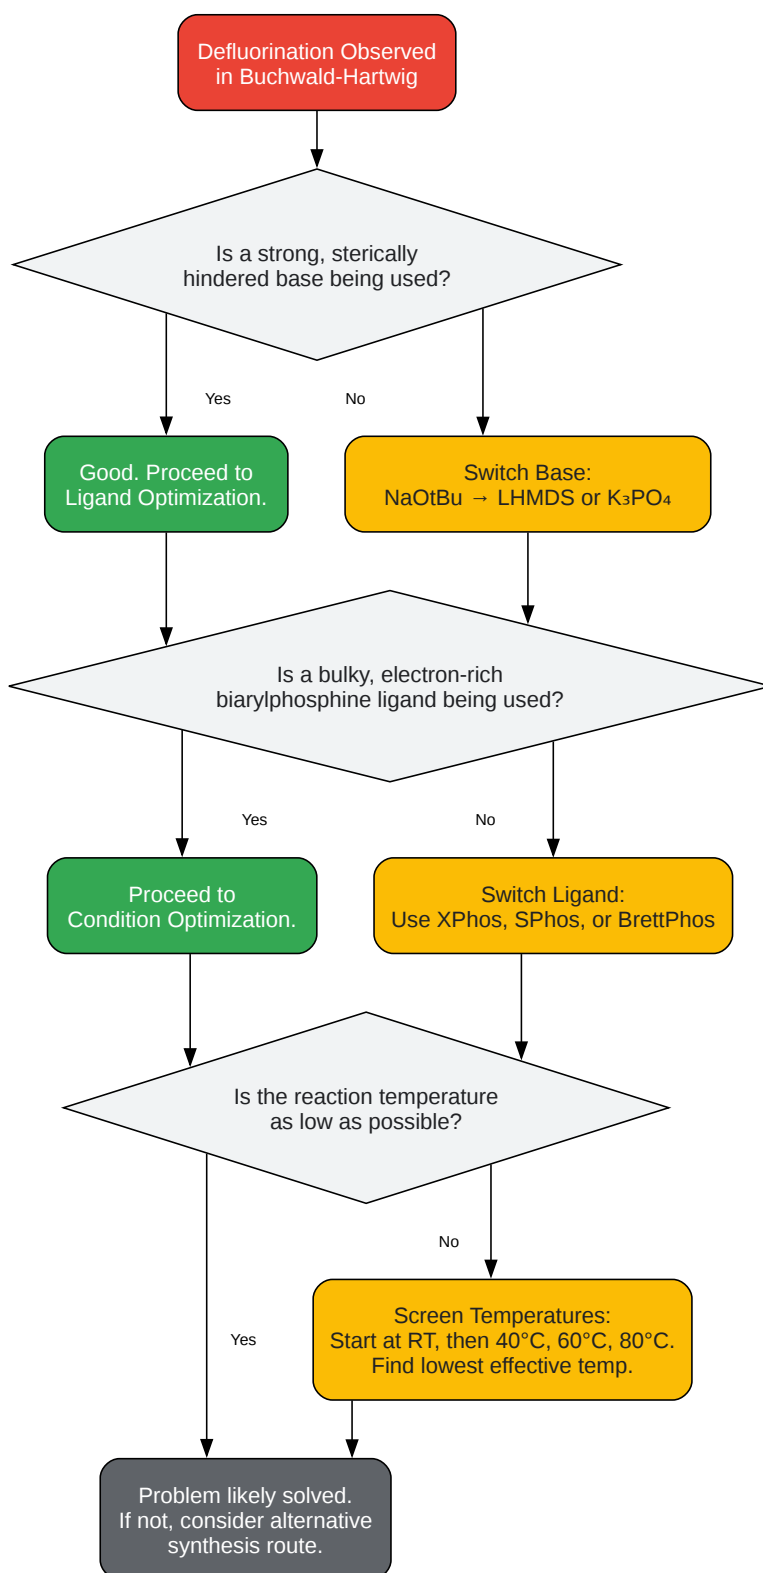 Defluorination Observed
in Buchwald-Hartwig
Is a strong, sterically
hindered base being used?
Yes
No
Good. Proceed to
Ligand Optimization.
Switch Base:
NaOtBu → LHMDS or K₃PO₄
Is a bulky, electron-rich
biarylphosphine ligand being used?
Yes
No
Proceed to
Condition Optimization.
Switch Ligand:
Use XPhos, SPhos, or BrettPhos
Is the reaction temperature
as low as possible?
No
Screen Temperatures:
Start at RT, then 40°C, 60°C, 80°C.
Find lowest effective temp.
Yes
Problem likely solved.
If not, consider alternative
synthesis route.